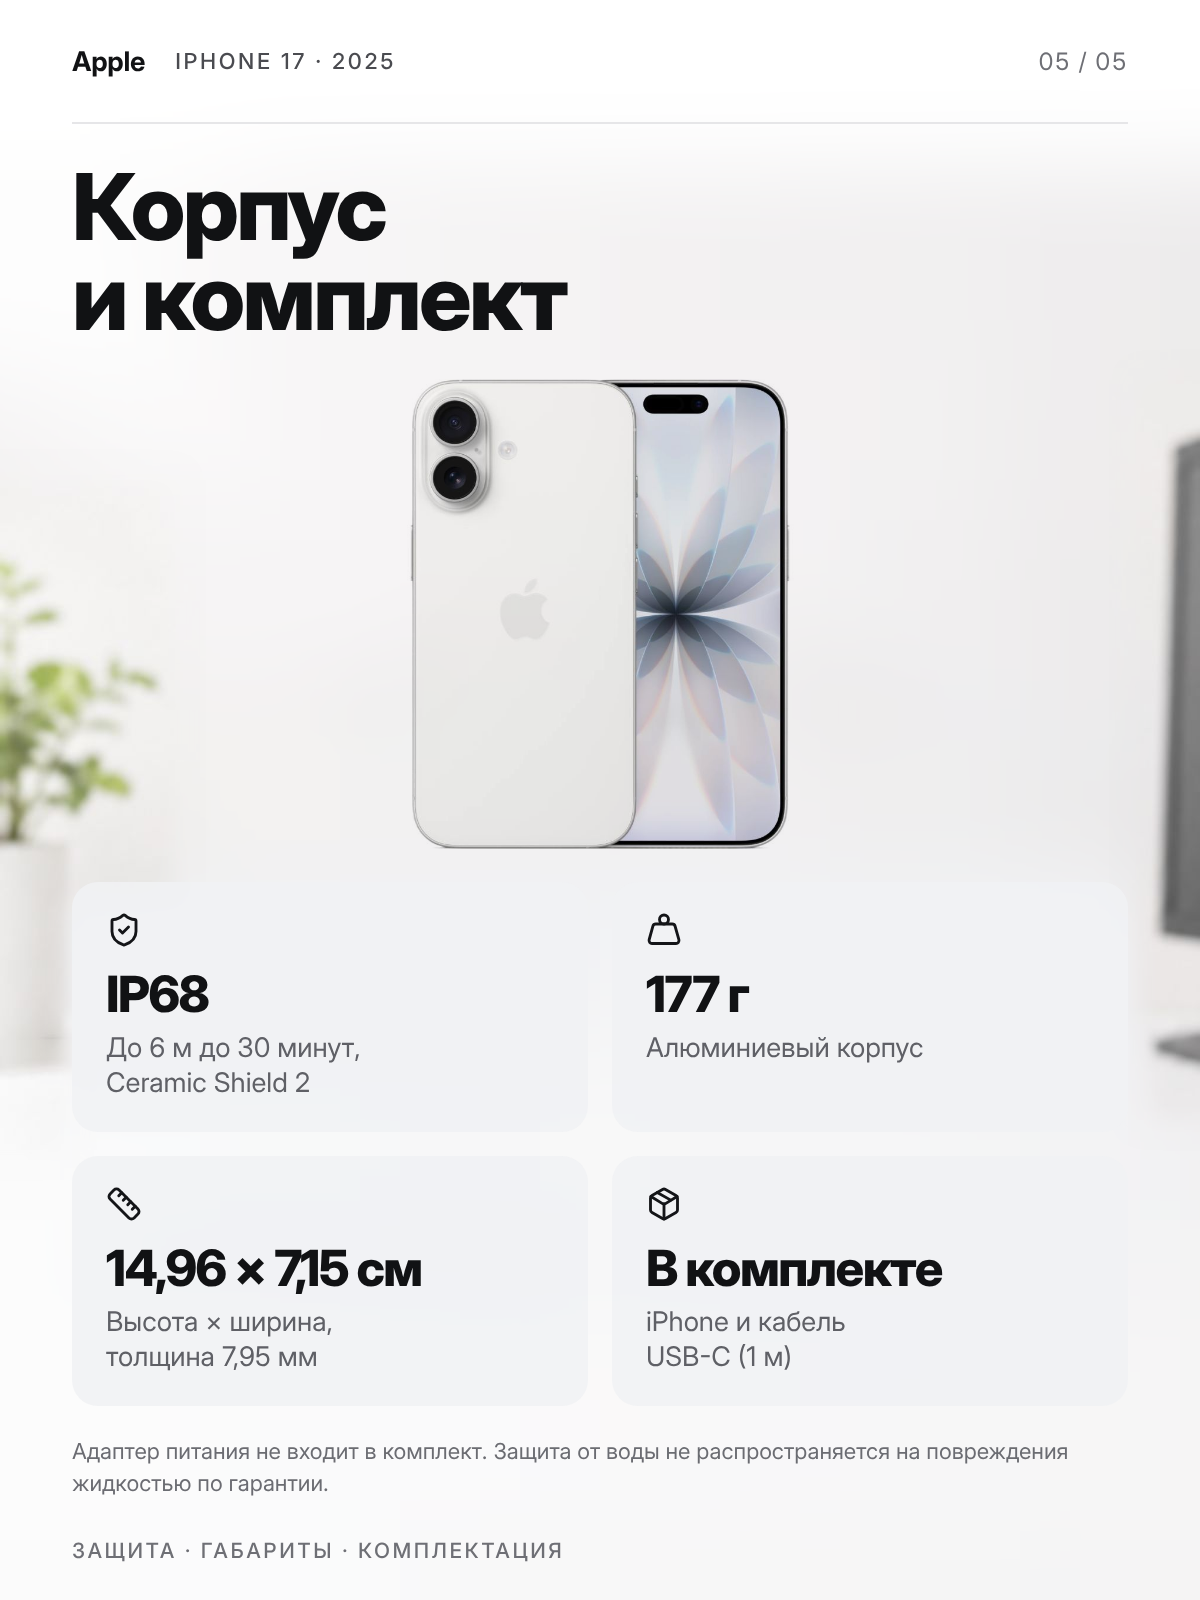 Apple IPHONE 17 · 2025 05 / 05
Корпус
и комплект
IP68
До 6 м до 30 минут,
Ceramic Shield 2
177 г
Алюминиевый корпус
14,96 × 7,15 см
Высота × ширина,
толщина 7,95 мм
В комплекте
iPhone и кабель
USB-C (1 м)
Адаптер питания не входит в комплект. Защита от воды не распространяется на повреждения
жидкостью по гарантии.
ЗАЩИТА · ГАБАРИТЫ · КОМПЛЕКТАЦИЯ